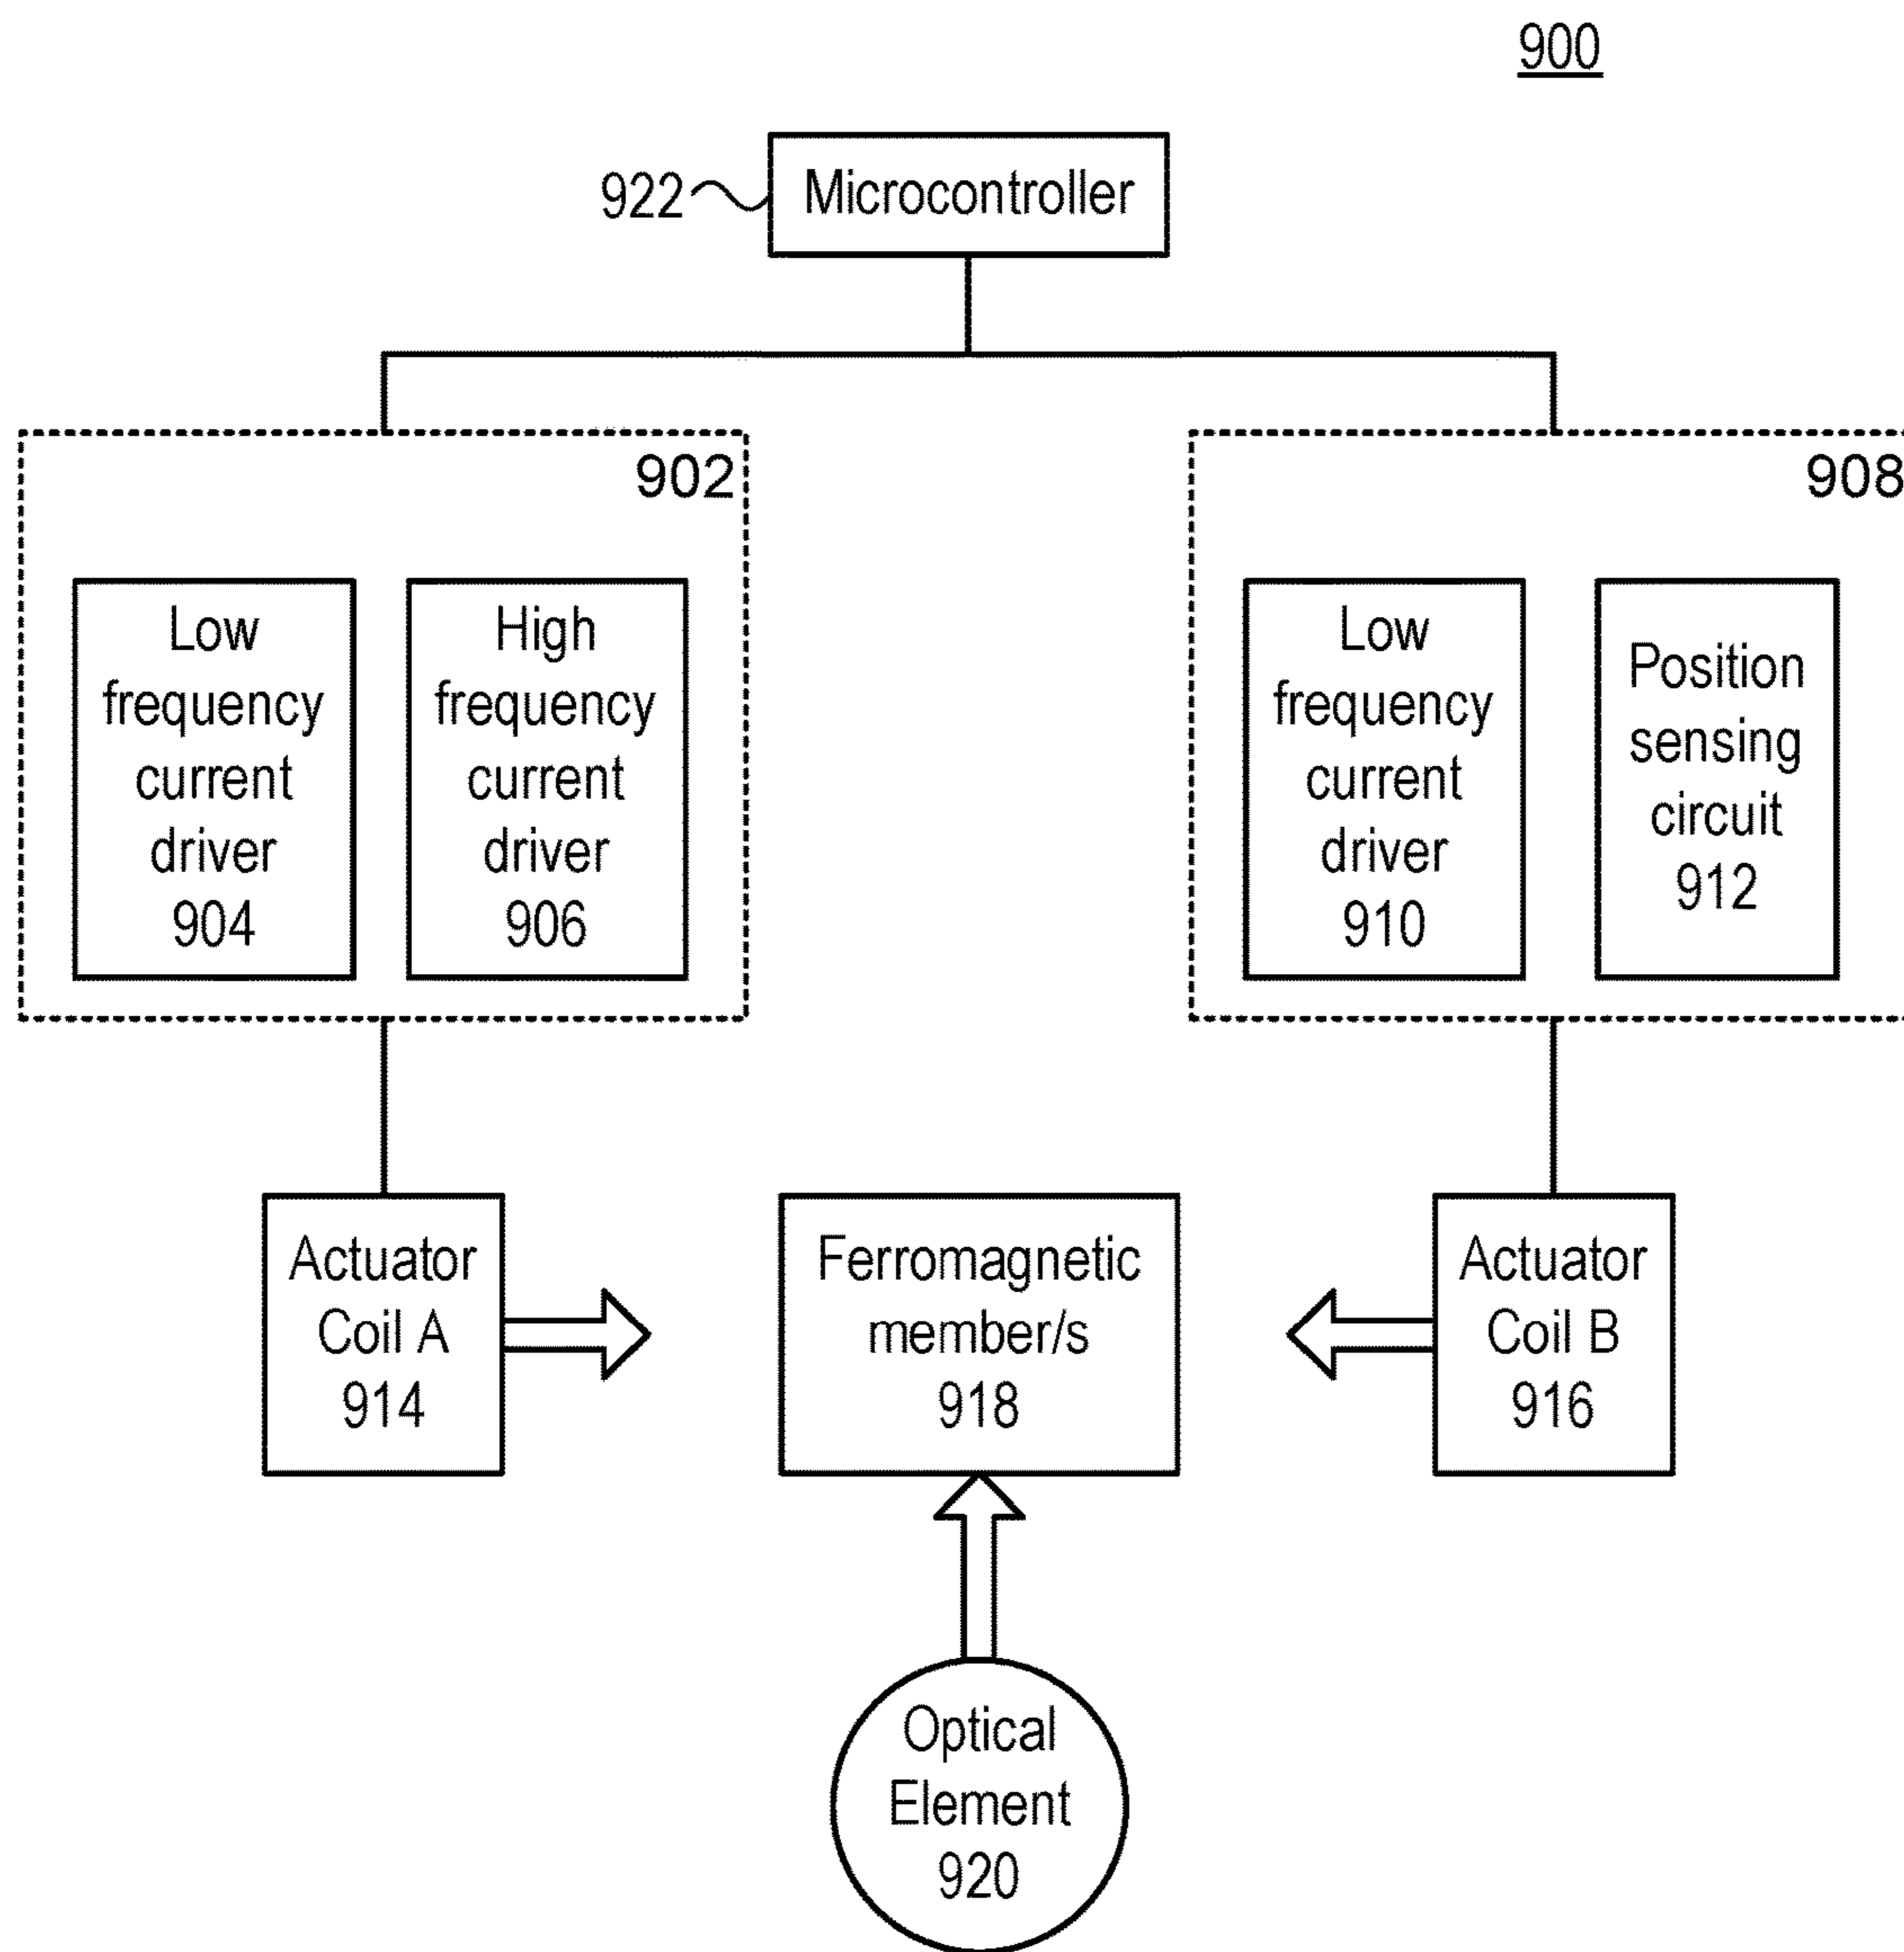 900
922
Microcontroller
902
Low
frequency
current
driver
904
High
frequency
current
driver
906
908
Low
frequency
current
driver
910
Position
sensing
circuit
912
Actuator
Coil A
914
Ferromagnetic
member/s
918
Actuator
Coil B
916
Optical
Element
920